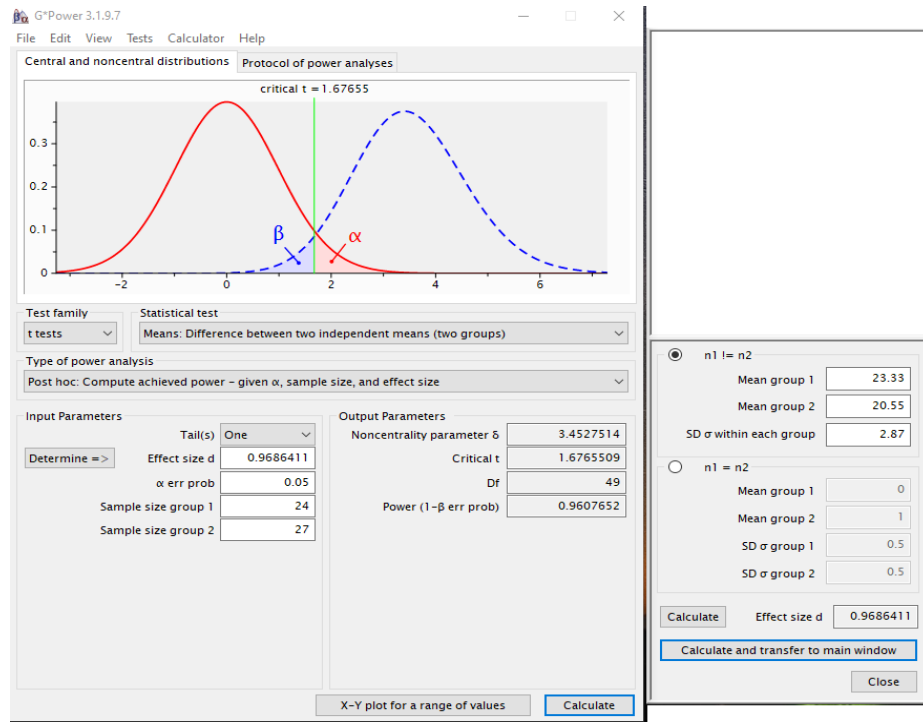 G*Power 3.1.9.7
File Edit View Tests Calculator Help
Central and noncentral distributions Protocol of power analyses
critical t = 1.67655
0.3
0.2
0.1
0
β
α
-2 0 2 4 6
Test family Statistical test
t tests Means: Difference between two independent means (two groups)
Type of power analysis
Post hoc: Compute achieved power – given α, sample size, and effect size
Input Parameters
Tail(s) One
Determine => Effect size d 0.9686411
α err prob 0.05
Sample size group 1 24
Sample size group 2 27
Output Parameters
Noncentrality parameter δ 3.4527514
Critical t 1.6765509
Df 49
Power (1-β err prob) 0.9607652
X-Y plot for a range of values Calculate
n1 != n2
Mean group 1 23.33
Mean group 2 20.55
SD σ within each group 2.87
n1 = n2
Mean group 1 0
Mean group 2 1
SD σ group 1 0.5
SD σ group 2 0.5
Calculate Effect size d 0.9686411
Calculate and transfer to main window
Close